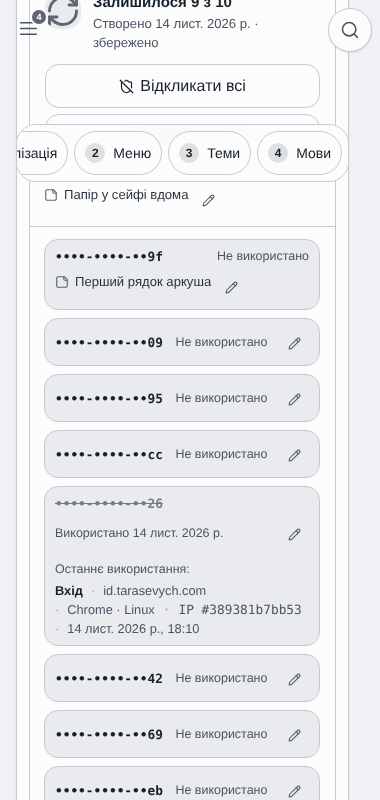 Залишилося 9 з 10
4
Створено 14 лист. 2026 р. ·
збережено
Відкликати всі
лізація
2 Меню
3 Теми
4 Мови
Папір у сейфі вдома
••••-••••-••9f Не використано
Перший рядок аркуша
••••-••••-••09 Не використано
••••-••••-••95 Не використано
••••-••••-••cc Не використано
••••-••••-••26
Використано 14 лист. 2026 р.
Останнє використання:
Вхід · id.tarasevych.com
· Chrome · Linux · IP #389381b7bb53
· 14 лист. 2026 р., 18:10
••••-••••-••42 Не використано
••••-••••-••69 Не використано
••••-••••-••eb Не використано